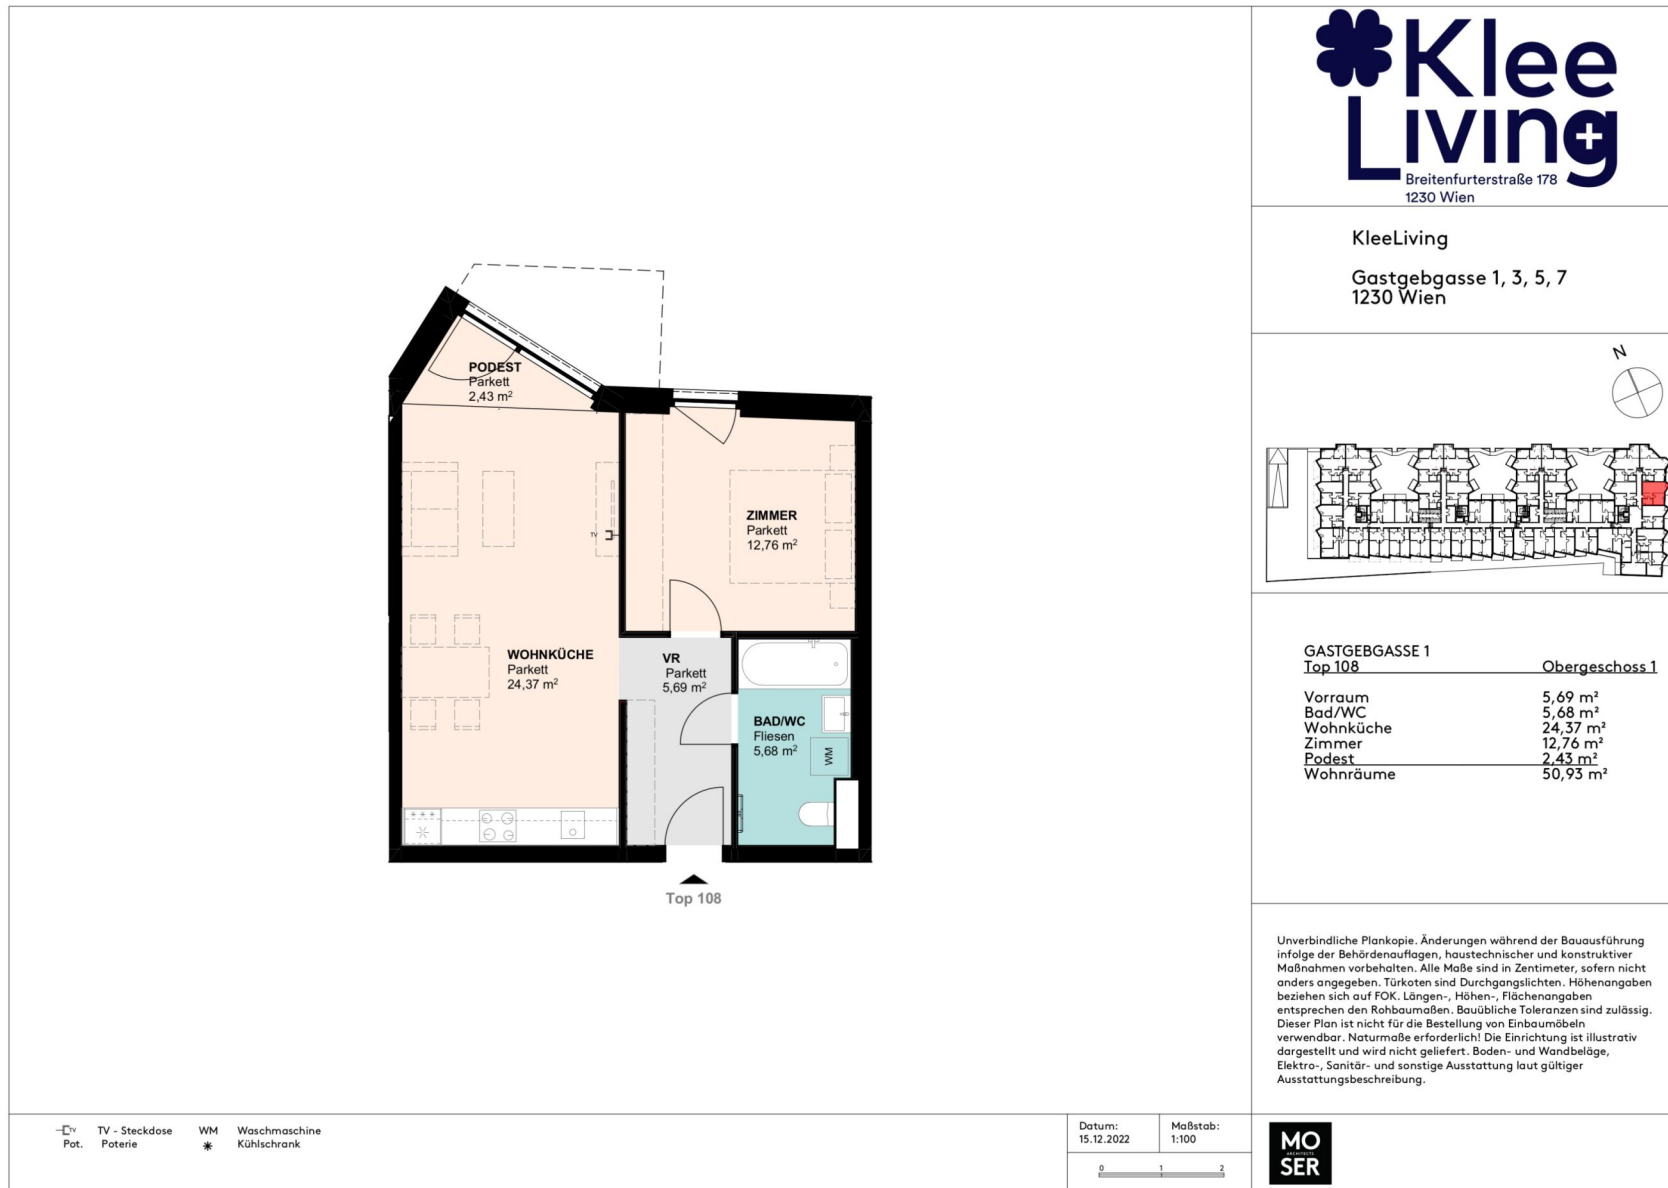 Klee
Living
Breitenfurterstraße 178
1230 Wien
KleeLiving
Gastgebgasse 1, 3, 5, 7
1230 Wien
N
PODEST
Parkett
2,43 m²
ZIMMER
Parkett
12,76 m²
TV
WOHNKÜCHE
Parkett
24,37 m²
VR
Parkett
5,69 m²
BAD/WC
Fliesen
5,68 m²
WM
Top 108
GASTGEBGASSE 1
Top 108 Obergeschoss 1
Vorraum 5,69 m²
Bad/WC 5,68 m²
Wohnküche 24,37 m²
Zimmer 12,76 m²
Podest 2,43 m²
Wohnräume 50,93 m²
Unverbindliche Plankopie. Änderungen während der Bauausführung
infolge der Behördenauflagen, haustechnischer und konstruktiver
Maßnahmen vorbehalten. Alle Maße sind in Zentimeter, sofern nicht
anders angegeben. Türkoten sind Durchgangslichten. Höhenangaben
beziehen sich auf FOK. Längen-, Höhen-, Flächenangaben
entsprechen den Rohbaumaßen. Bauübliche Toleranzen sind zulässig.
Dieser Plan ist nicht für die Bestellung von Einbaumöbeln
verwendbar. Naturmaße erforderlich! Die Einrichtung ist illustrativ
dargestellt und wird nicht geliefert. Boden- und Wandbeläge,
Elektro-, Sanitär- und sonstige Ausstattung laut gültiger
Ausstattungsbeschreibung.
TV TV - Steckdose WM Waschmaschine
Pot. Poterie Kühlschrank
Datum: Maßstab:
15.12.2022 1:100
0 1 2
MO
ARCHITECTS
SER